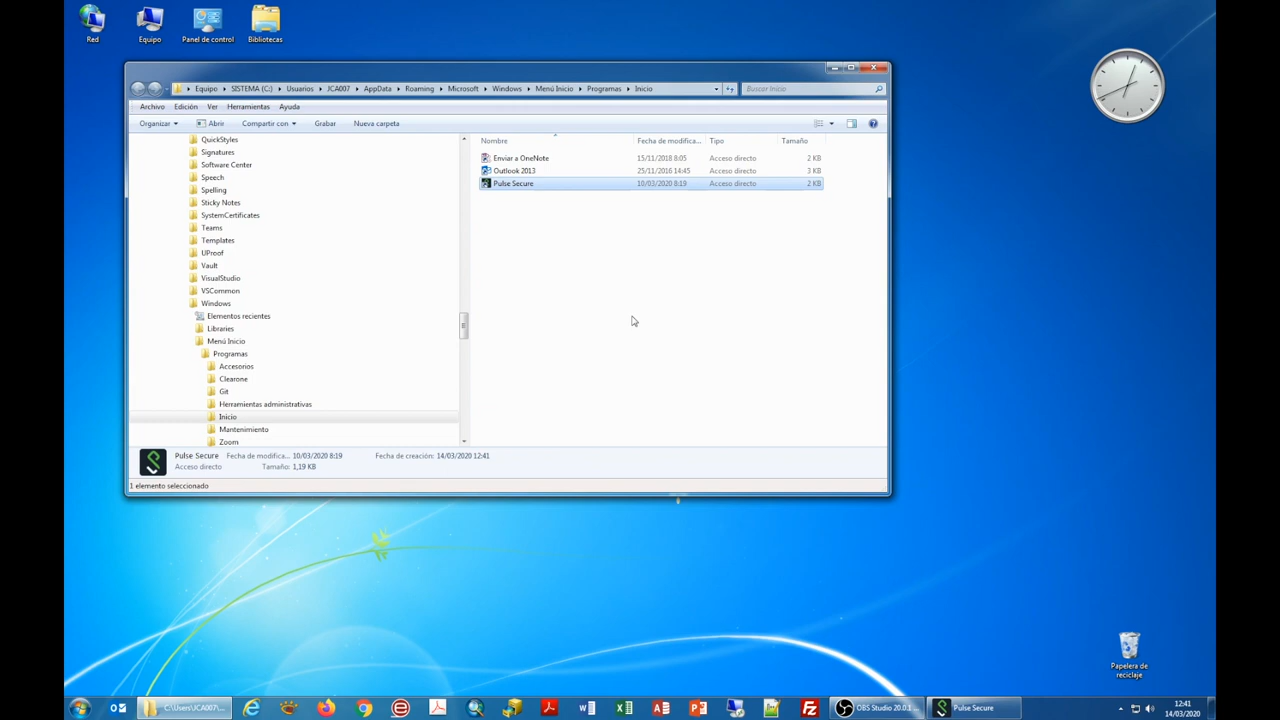 Red
Equipo
Panel de control
Bibliotecas
Equipo
SISTEMA (C:)
Usuarios
JCA007
AppData
Roaming
Microsoft
Windows
Menú Inicio
Programas
Inicio
Buscar Inicio
Archivo
Edición
Ver
Herramientas
Ayuda
Organizar
Abrir
Compartir con
Grabar
Nueva carpeta
QuickStyles
Signatures
Software Center
Speech
Spelling
Sticky Notes
SystemCertificates
Teams
Templates
UProof
Vault
VisualStudio
VSCommon
Windows
Elementos recientes
Libraries
Menú Inicio
Programas
Accesorios
Clearone
Git
Herramientas administrativas
Inicio
Mantenimiento
Zoom
Nombre
Fecha de modifica...
Tipo
Tamaño
Enviar a OneNote
15/11/2018 8:05
Acceso directo
2 KB
Outlook 2013
25/11/2016 14:45
Acceso directo
3 KB
Pulse Secure
10/03/2020 8:19
Acceso directo
2 KB
Pulse Secure
Fecha de modifica... 10/03/2020 8:19
Fecha de creación: 14/03/2020 12:41
Acceso directo
Tamaño: 1,19 KB
1 elemento seleccionado
Papelera de
reciclaje
C:\Users\JCA007\...
OBS Studio 20.0.1 ...
Pulse Secure
12:41
14/03/2020